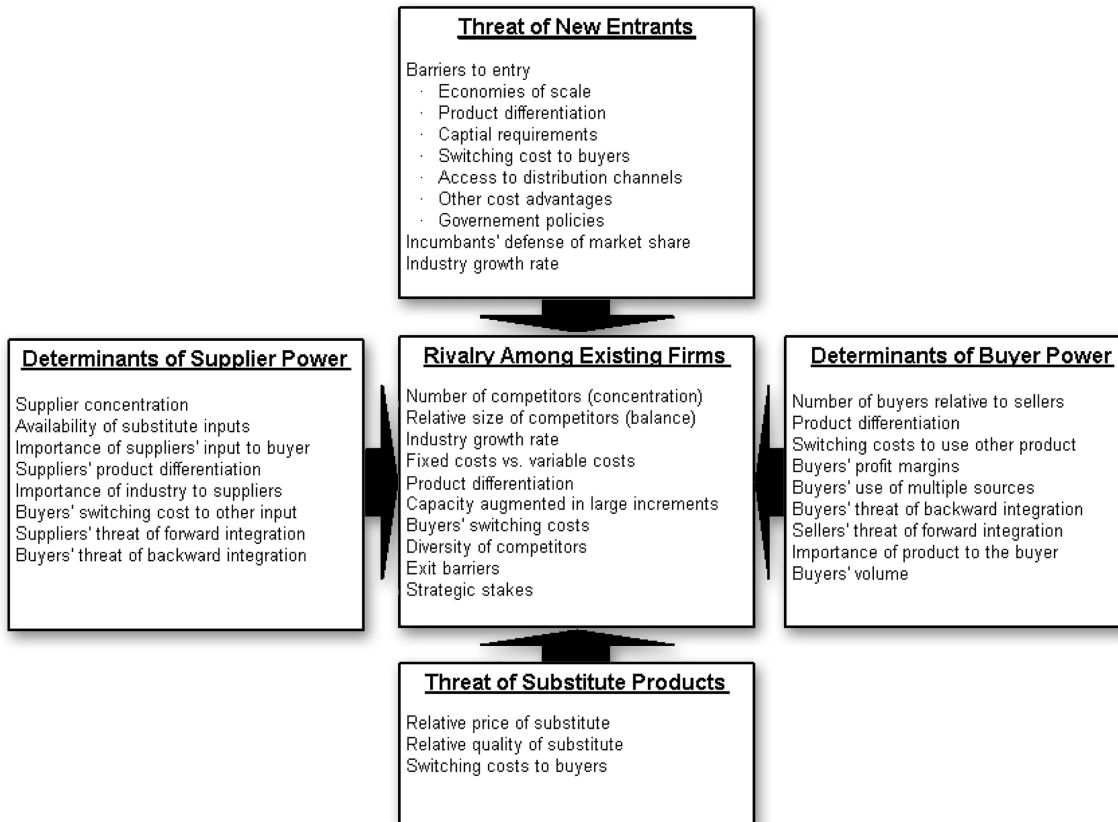 Threat of New Entrants
Barriers to entry
· Economies of scale
· Product differentiation
· Captial requirements
· Switching cost to buyers
· Access to distribution channels
· Other cost advantages
· Governement policies
Incumbants' defense of market share
Industry growth rate
Determinants of Supplier Power
Supplier concentration
Availability of substitute inputs
Importance of suppliers' input to buyer
Suppliers' product differentiation
Importance of industry to suppliers
Buyers' switching cost to other input
Suppliers' threat of forward integration
Buyers' threat of backward integration
Rivalry Among Existing Firms
Number of competitors (concentration)
Relative size of competitors (balance)
Industry growth rate
Fixed costs vs. variable costs
Product differentiation
Capacity augmented in large increments
Buyers' switching costs
Diversity of competitors
Exit barriers
Strategic stakes
Determinants of Buyer Power
Number of buyers relative to sellers
Product differentiation
Switching costs to use other product
Buyers' profit margins
Buyers' use of multiple sources
Buyers' threat of backward integration
Sellers' threat of forward integration
Importance of product to the buyer
Buyers' volume
Threat of Substitute Products
Relative price of substitute
Relative quality of substitute
Switching costs to buyers